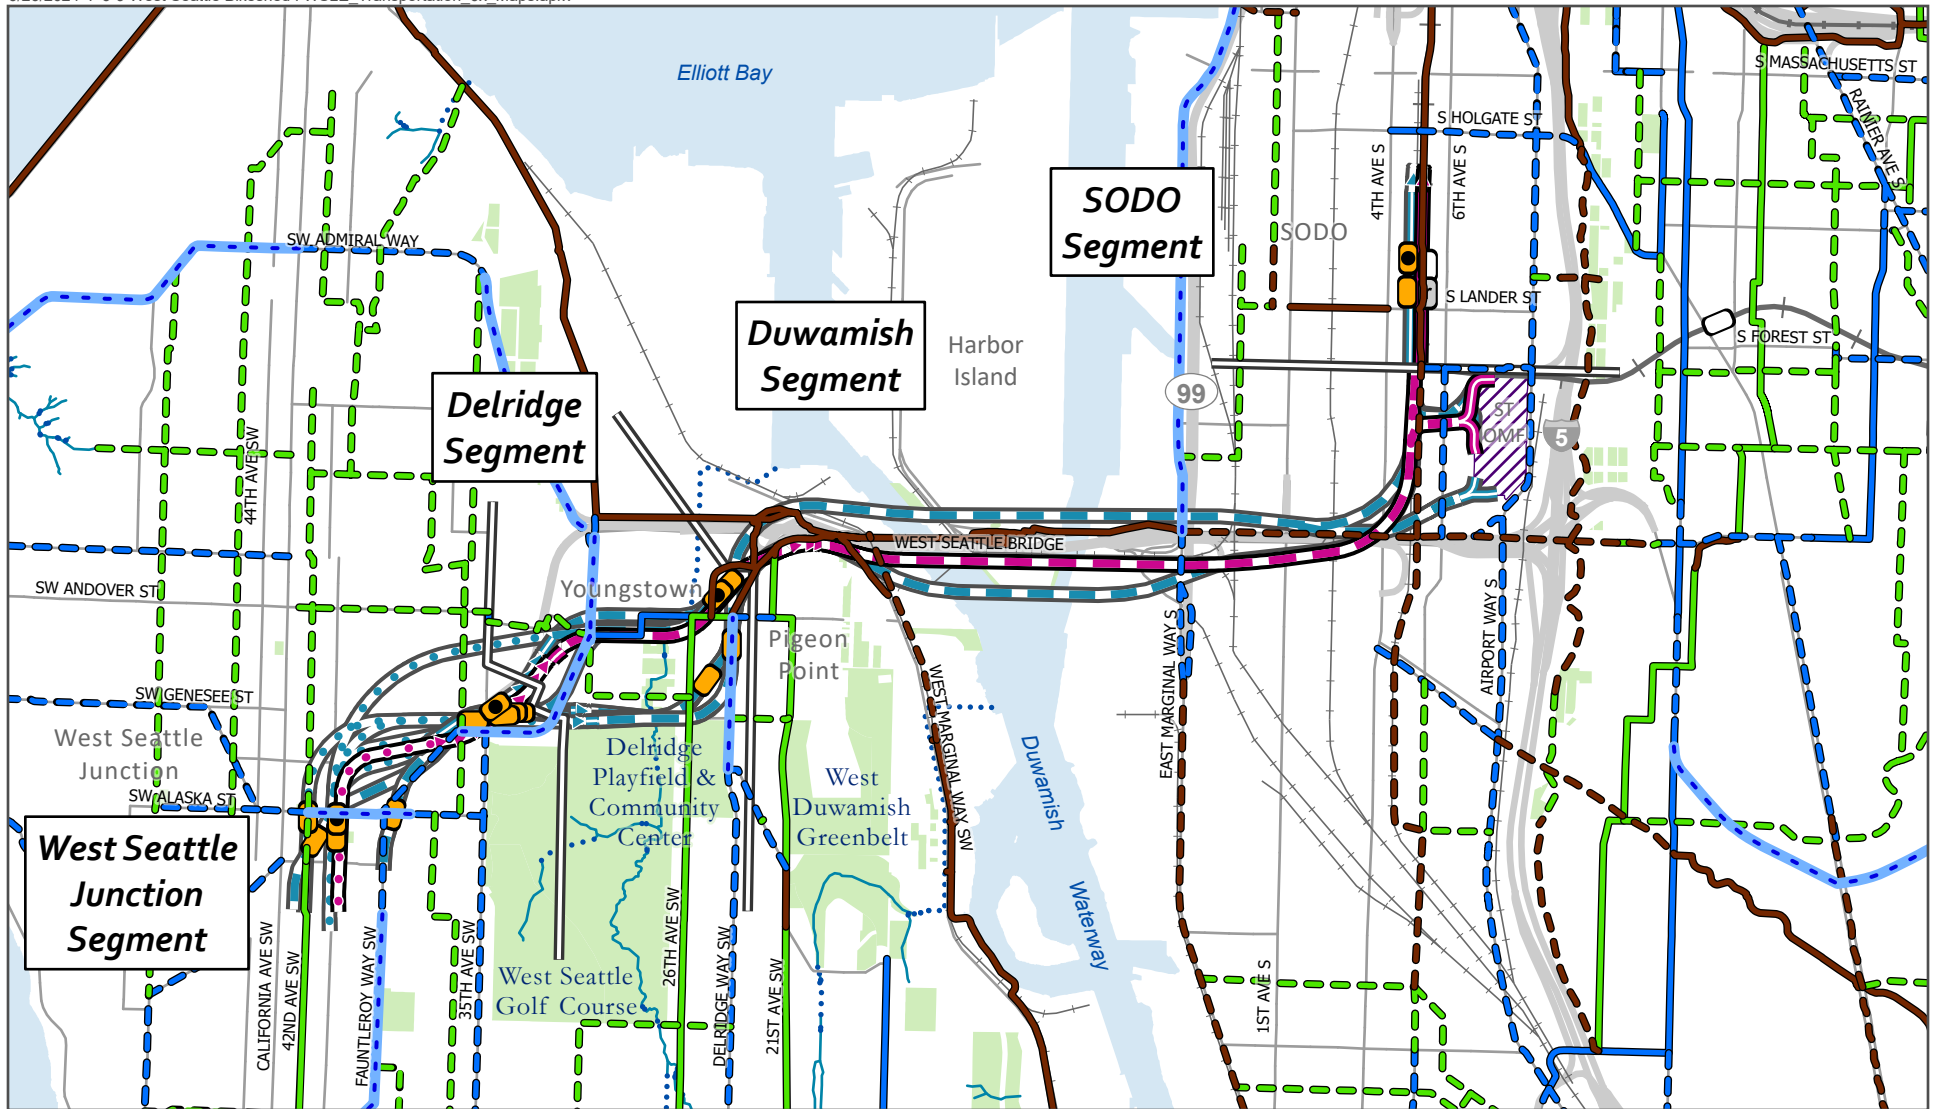 Elliott Bay
S MASSACHUSETTS ST
RAINIER AVE S
S HOLGATE ST
4TH AVE S
6TH AVE S
SODO
Segment
SODO
SW ADMIRAL WAY
S LANDER ST
Duwamish
Segment
Harbor
Island
S FOREST ST
99
Delridge
Segment
ST
OMF
5
44TH AVE SW
WEST SEATTLE BRIDGE
SW ANDOVER ST
Youngstown
Pigeon
Point
EAST MARGINAL WAY S
AIRPORT WAY S
WEST MARGINAL WAY SW
SW GENESEE ST
West Seattle
Junction
SW ALASKA ST
Delridge
Playfield &
Community
Center
West
Duwamish
Greenbelt
Duwamish
Waterway
West Seattle
Junction
Segment
West Seattle
Golf Course
CALIFORNIA AVE SW
42ND AVE SW
FAUNTLEROY WAY SW
35TH AVE SW
26TH AVE SW
DELRIDGE WAY SW
21ST AVE SW
1ST AVE S